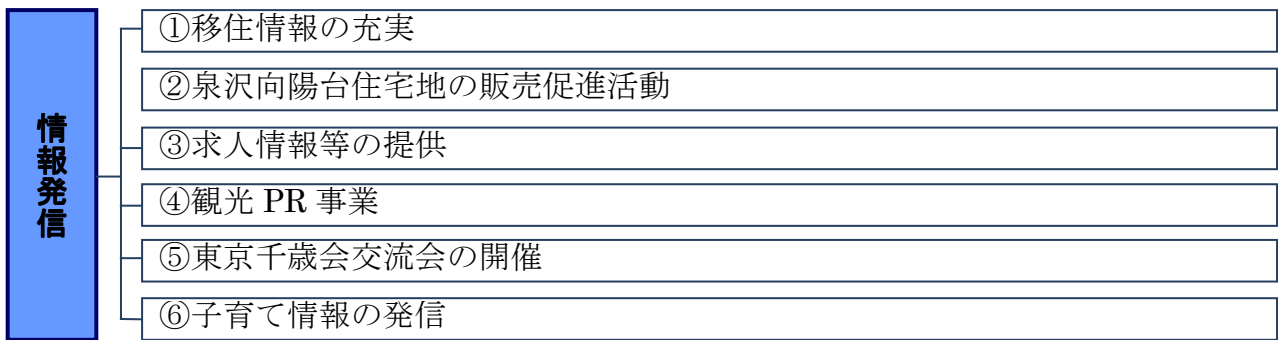 情報発信
①移住情報の充実
②泉沢向陽台住宅地の販売促進活動
③求人情報等の提供
④観光 PR 事業
⑤東京千歳会交流会の開催
⑥子育て情報の発信